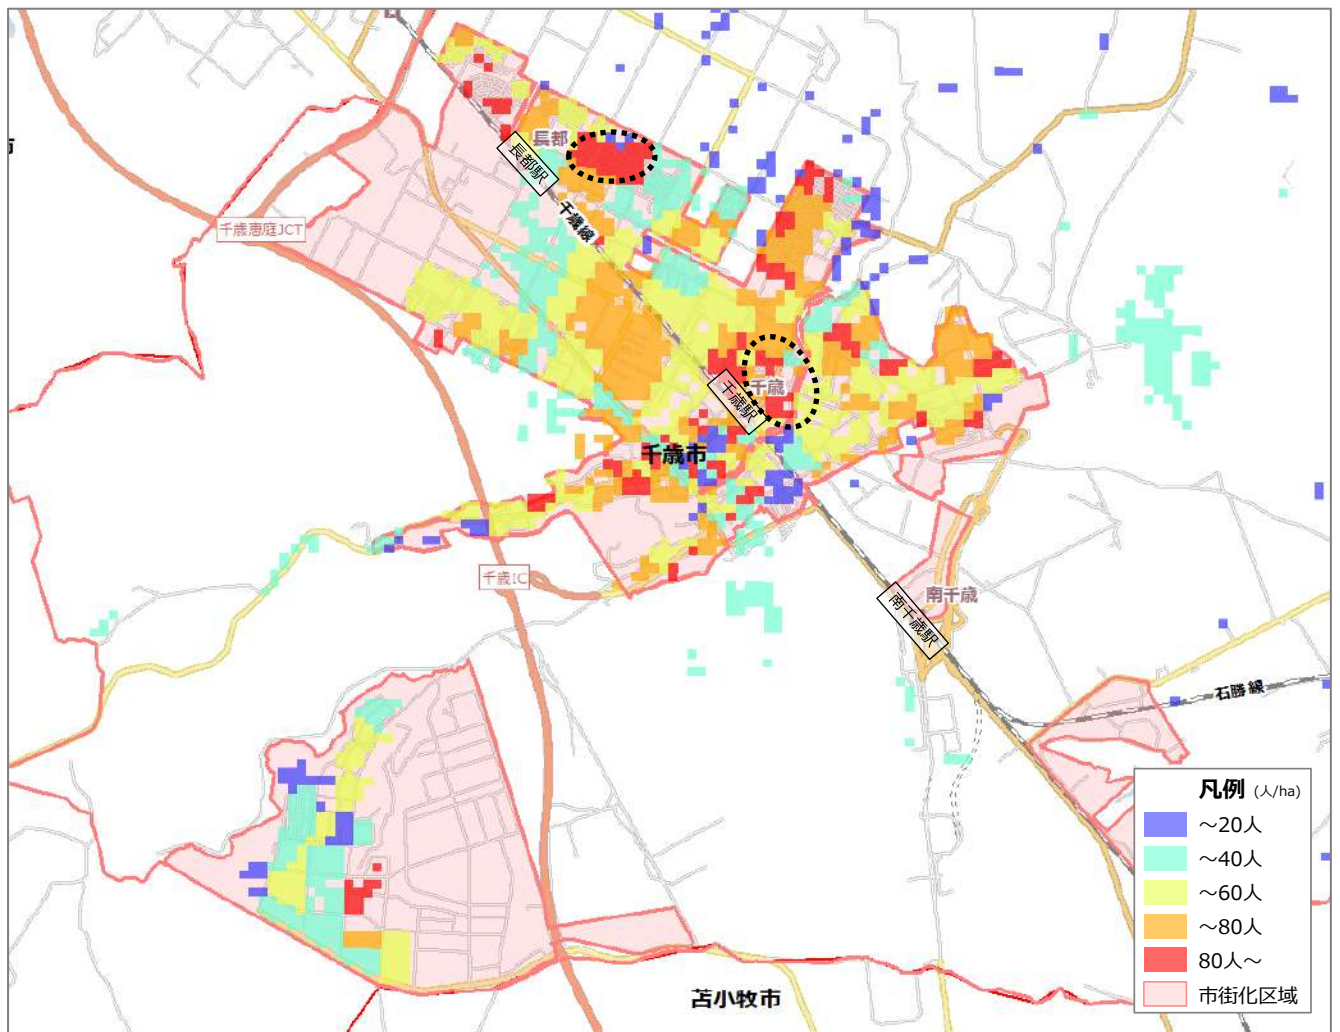 市
長都
長都駅
千歳線
千歳恵庭JCT
千歳駅
千歳
千歳市
千歳IC
南千歳
南千歳駅
石勝線
苫小牧市
凡例 (人/ha)
～20人
～40人
～60人
～80人
80人～
市街化区域